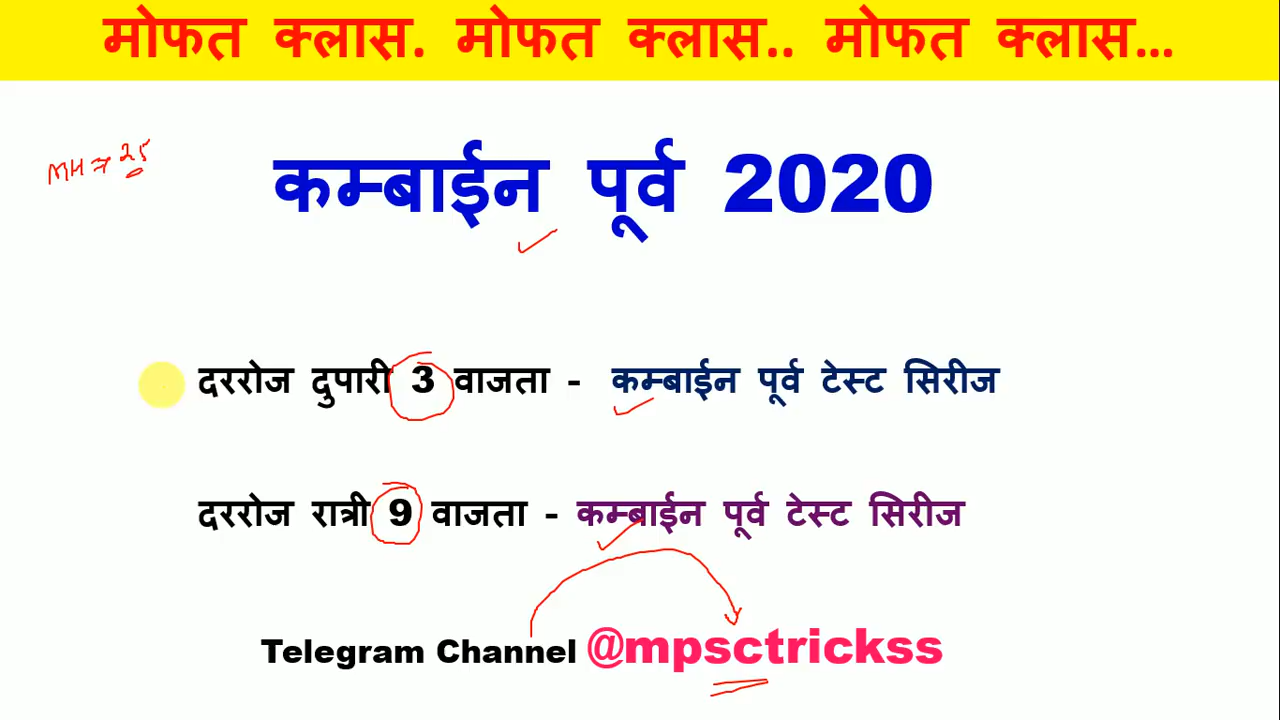 मोफत क्लास. मोफत क्लास.. मोफत क्लास...
MH ⇒ 25
कम्बाईन पूर्व 2020
दररोज दुपारी 3 वाजता - कम्बाईन पूर्व टेस्ट सिरीज
दररोज रात्री 9 वाजता - कम्बाईन पूर्व टेस्ट सिरीज
Telegram Channel @mpsctrickss